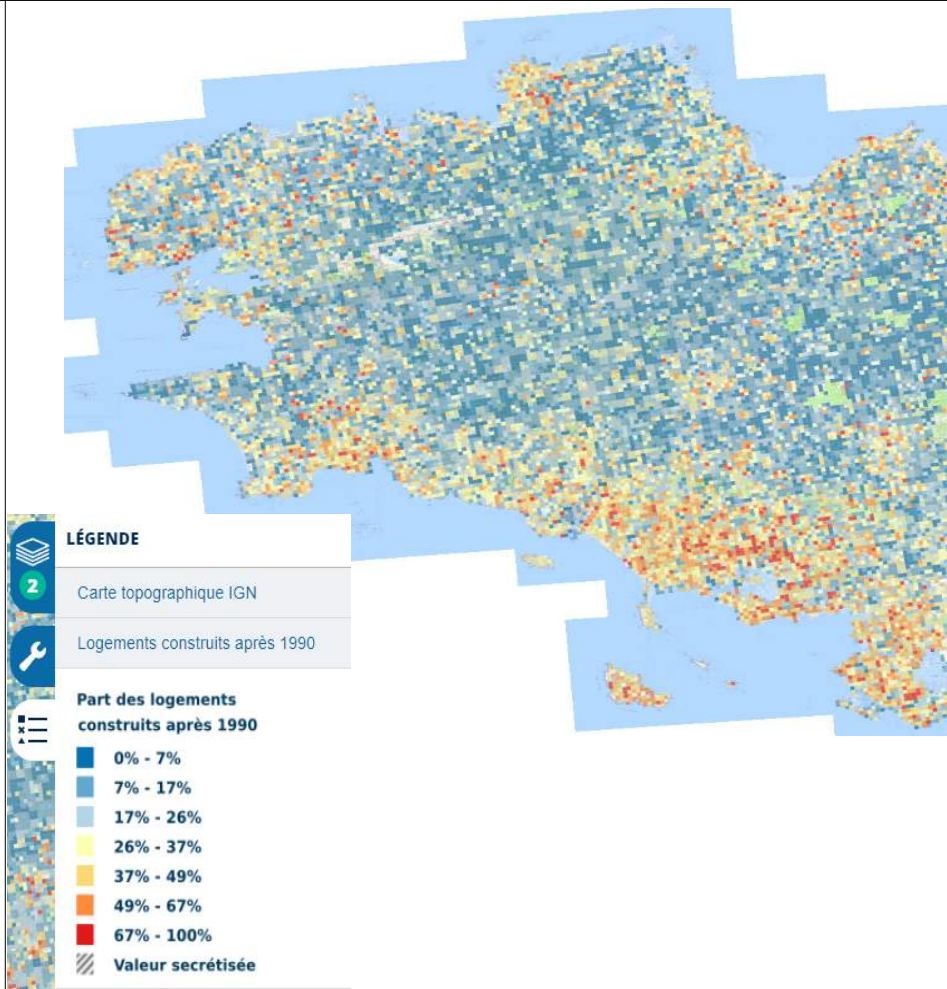 LÉGENDE
2
Carte topographique IGN
Logements construits après 1990
Part des logements
construits après 1990
0% - 7%
7% - 17%
17% - 26%
26% - 37%
37% - 49%
49% - 67%
67% - 100%
Valeur secrétisée